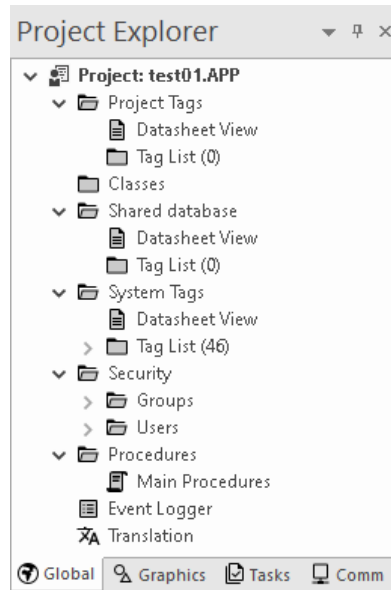 Project Explorer
Project: test01.APP
Project Tags
Datasheet View
Tag List (0)
Classes
Shared database
Datasheet View
Tag List (0)
System Tags
Datasheet View
Tag List (46)
Security
Groups
Users
Procedures
Main Procedures
Event Logger
Translation
Global Graphics Tasks Comm